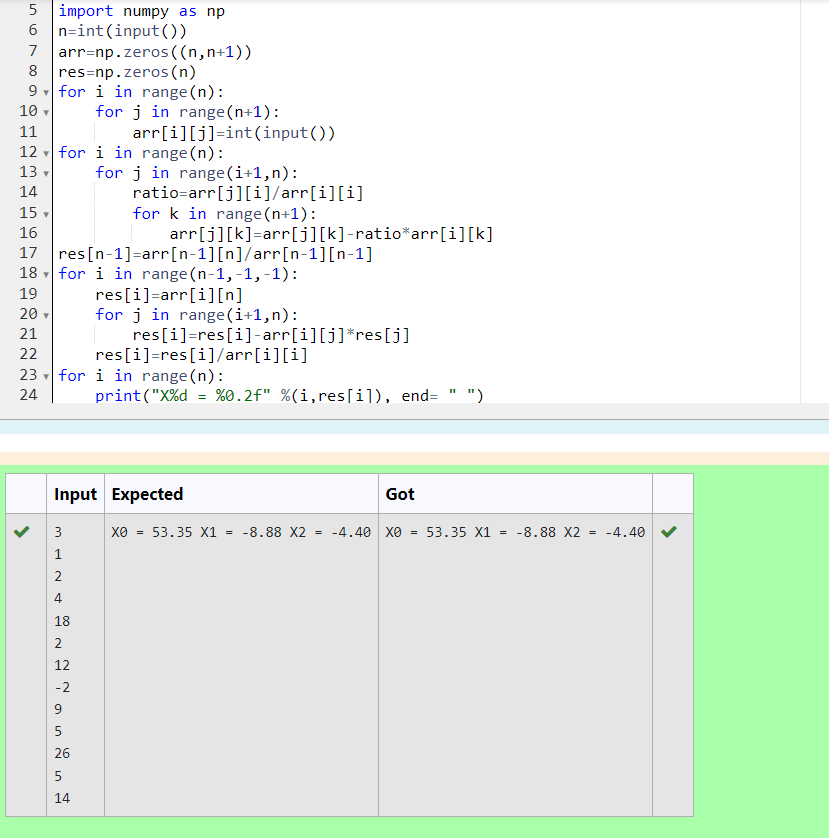 5 import numpy as np
6 n=int(input())
7 arr=np.zeros((n,n+1))
8 res=np.zeros(n)
9 for i in range(n):
10     for j in range(n+1):
11         arr[i][j]=int(input())
12 for i in range(n):
13     for j in range(i+1,n):
14         ratio=arr[j][i]/arr[i][i]
15         for k in range(n+1):
16             arr[j][k]=arr[j][k]-ratio*arr[i][k]
17 res[n-1]=arr[n-1][n]/arr[n-1][n-1]
18 for i in range(n-1,-1,-1):
19     res[i]=arr[i][n]
20     for j in range(i+1,n):
21         res[i]=res[i]-arr[i][j]*res[j]
22     res[i]=res[i]/arr[i][i]
23 for i in range(n):
24     print("X%d = %0.2f" %(i,res[i]), end= " ")
Input Expected Got
3 X0 = 53.35 X1 = -8.88 X2 = -4.40 X0 = 53.35 X1 = -8.88 X2 = -4.40
1
2
4
18
2
12
-2
9
5
26
5
14